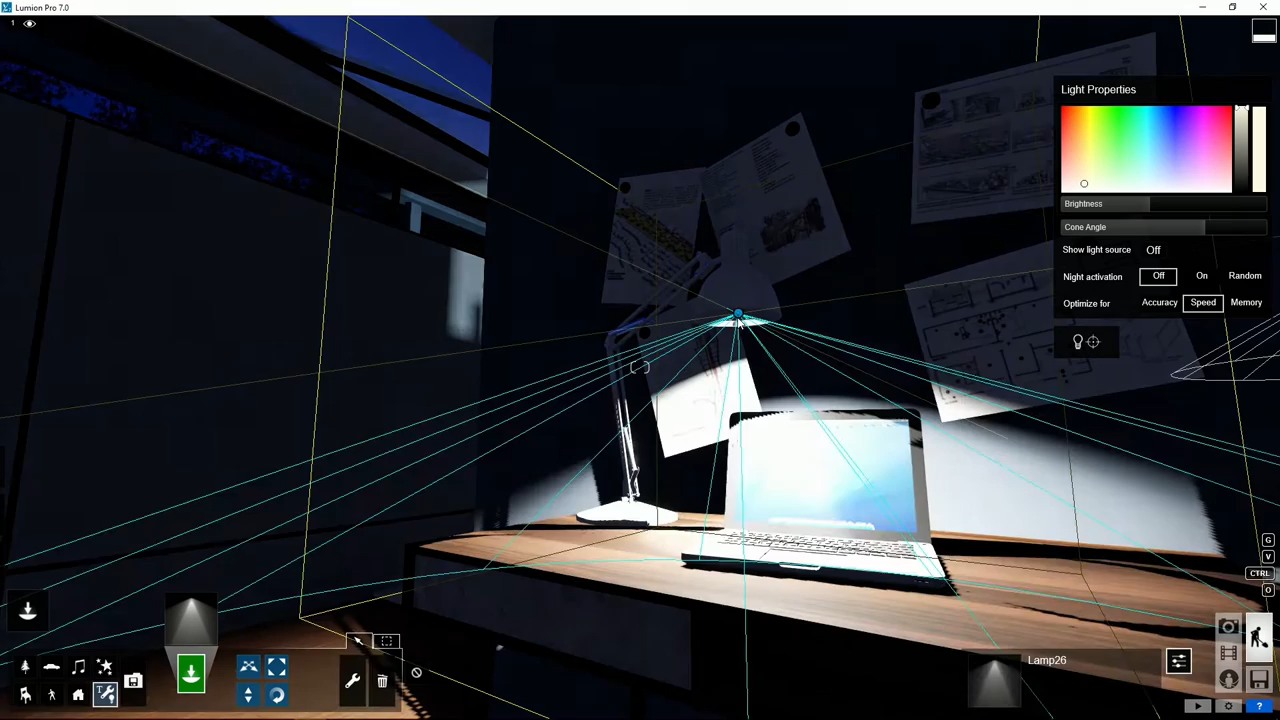 Lumion Pro 7.0
1
Light Properties
Brightness
Cone Angle
Show light source Off
Night activation Off On Random
Optimize for Accuracy Speed Memory
G
V
CTRL
O
Lamp26
?